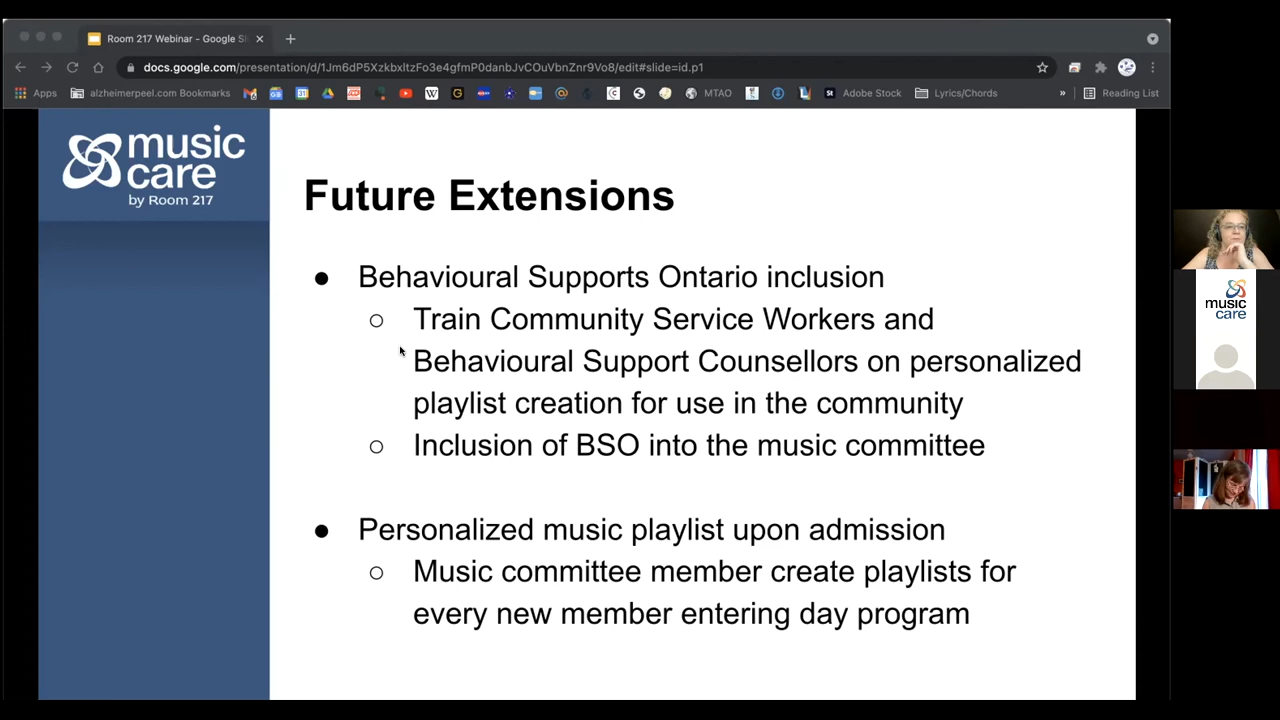 Room 217 Webinar - Google Sl
docs.google.com/presentation/d/1Jm6dP5XzkbxltzFo3e4gfmP0danbJvCOuVbnZnr9Vo8/edit#slide=id.p1
Apps
alzheimerpeel.com Bookmarks
MTAO
Adobe Stock
Lyrics/Chords
Reading List
music
care
by Room 217
Future Extensions
● Behavioural Supports Ontario inclusion
○ Train Community Service Workers and
Behavioural Support Counsellors on personalized
playlist creation for use in the community
○ Inclusion of BSO into the music committee
● Personalized music playlist upon admission
○ Music committee member create playlists for
every new member entering day program
music
care